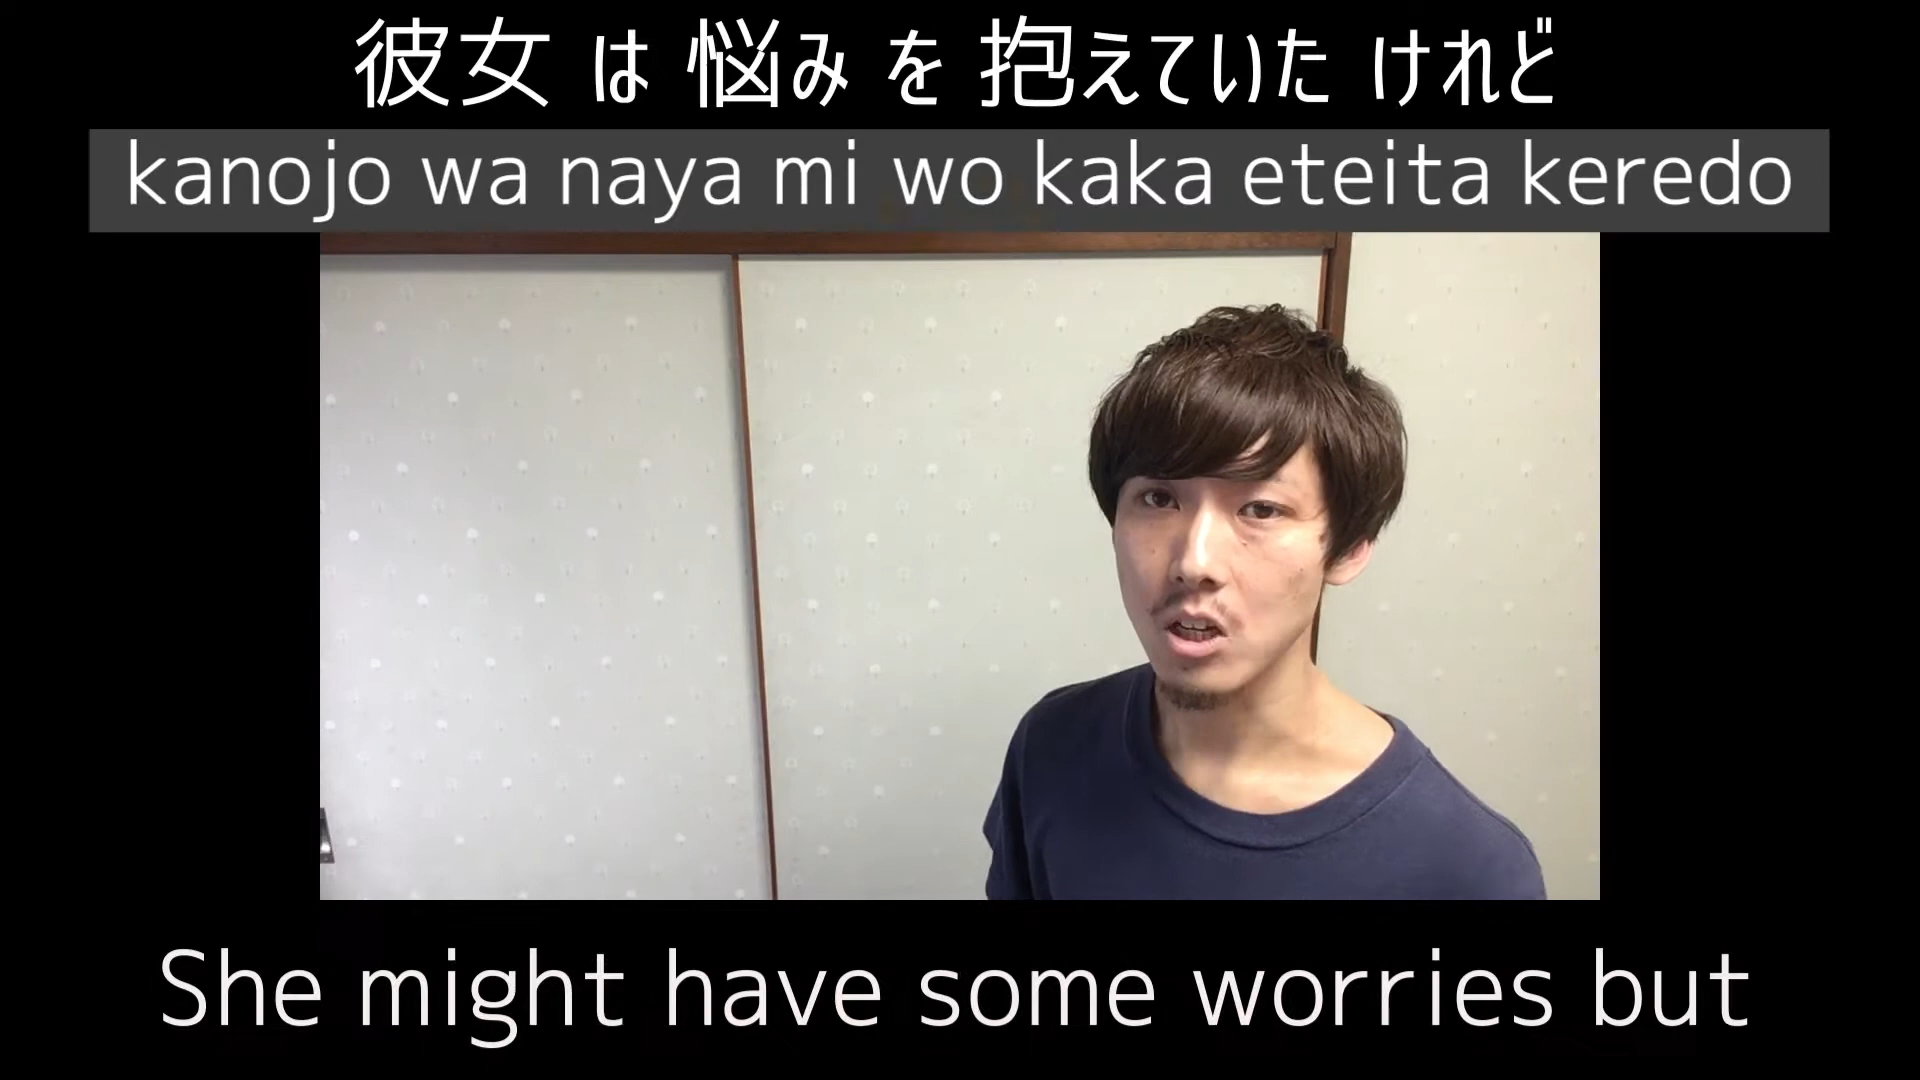 彼女 は 悩み を 抱えていた けれど
kanojo wa naya mi wo kaka eteita keredo
She might have some worries but